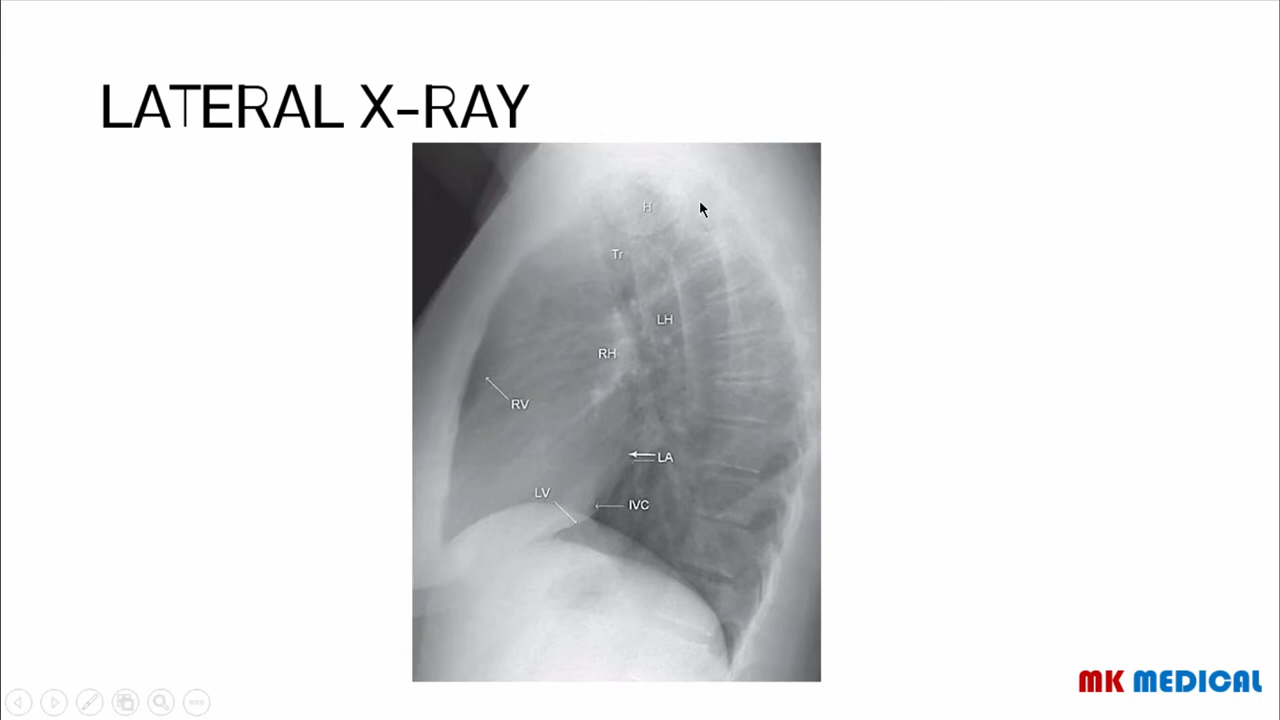 LATERAL X-RAY
H
Tr
LH
RH
RV
LA
LV
IVC
MK MEDICAL